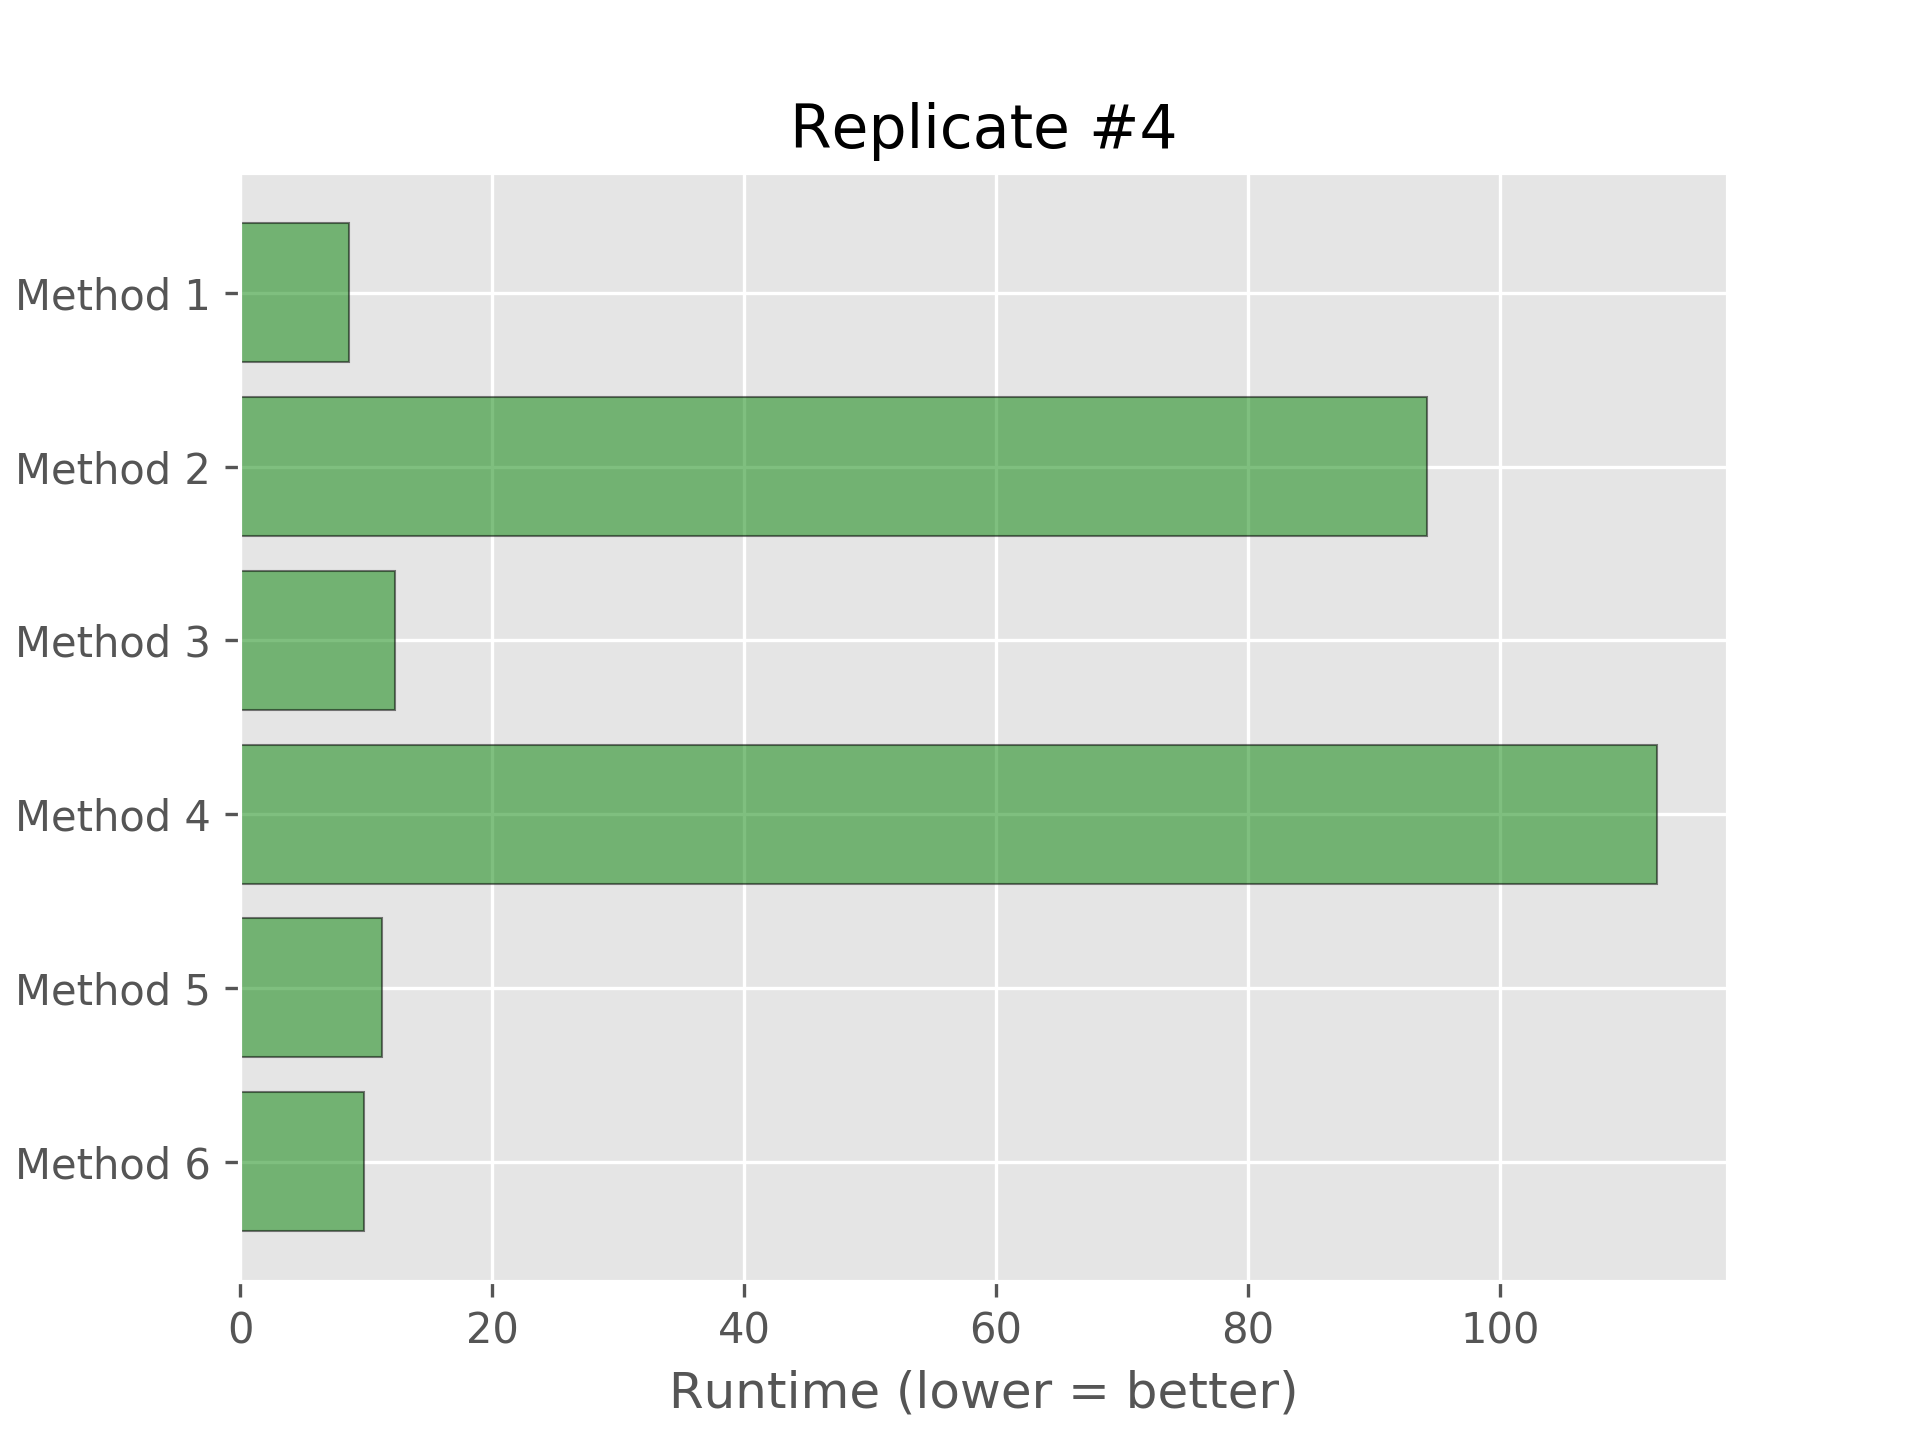 Replicate #4
Method 1
Method 2
Method 3
Method 4
Method 5
Method 6
0 20 40 60 80 100
Runtime (lower = better)